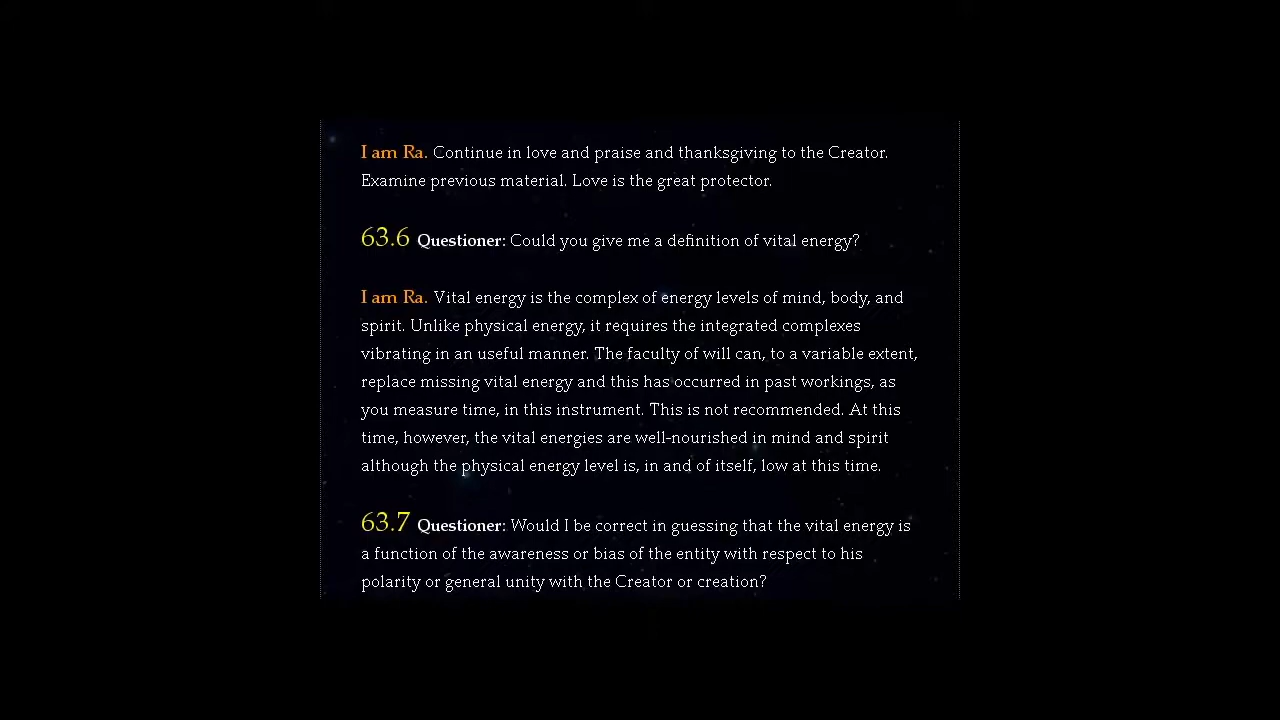 I am Ra. Continue in love and praise and thanksgiving to the Creator.
Examine previous material. Love is the great protector.
63.6 Questioner: Could you give me a definition of vital energy?
I am Ra. Vital energy is the complex of energy levels of mind, body, and
spirit. Unlike physical energy, it requires the integrated complexes
vibrating in an useful manner. The faculty of will can, to a variable extent,
replace missing vital energy and this has occurred in past workings, as
you measure time, in this instrument. This is not recommended. At this
time, however, the vital energies are well-nourished in mind and spirit
although the physical energy level is, in and of itself, low at this time.
63.7 Questioner: Would I be correct in guessing that the vital energy is
a function of the awareness or bias of the entity with respect to his
polarity or general unity with the Creator or creation?